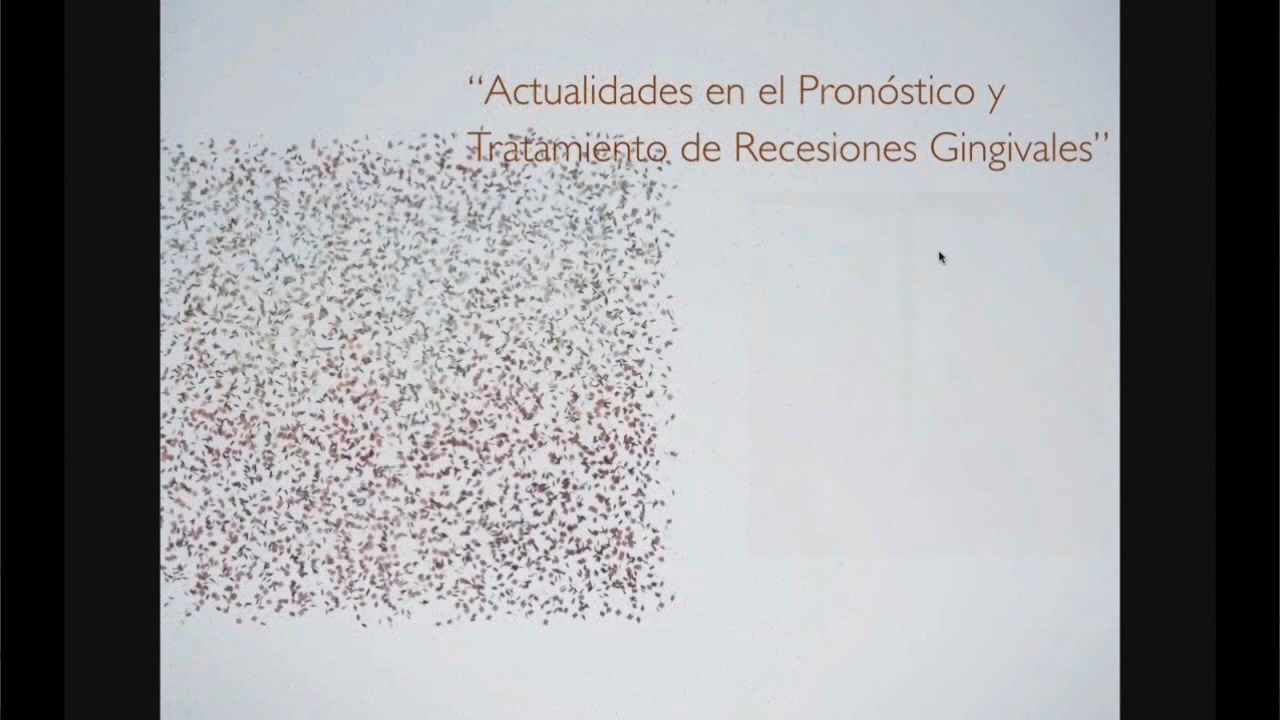 “Actualidades en el Pronóstico y
Tratamiento de Recesiones Gingivales”